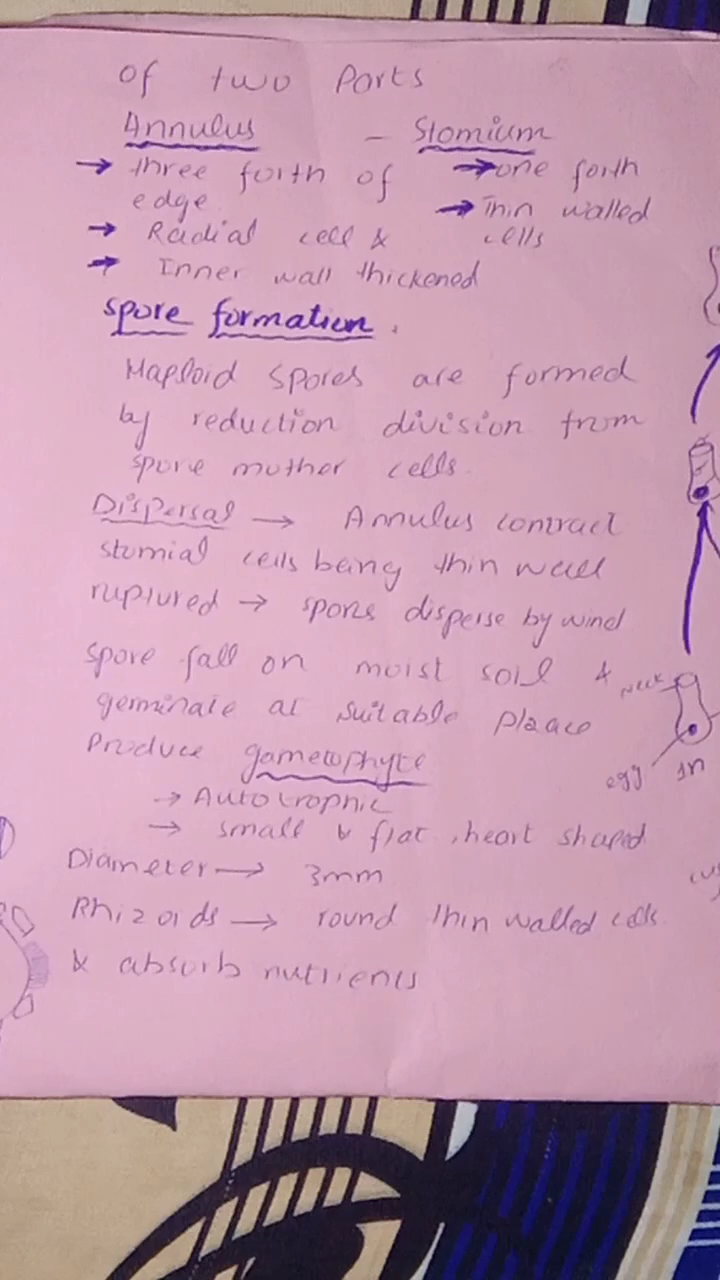 of two Parts
Annulus - Stomium
→ three forth of → one forth
edge → Thin walled
→ Radial cell & cells
→ Inner wall thickened
Spore formation.
Haploid spores are formed
by reduction division from
spore mother cells.
Dispersal → Annulus contract
stomial cells being thin wall
ruptured → spores disperse by wind
Spore fall on moist soil &
germinate at suitable plaace
Produce gametophyte
→ Autotrophic
→ small & flat, heart shaped
Diameter → 3mm
Rhizoids → round thin walled cells
& absorb nutrients
Neck
egg